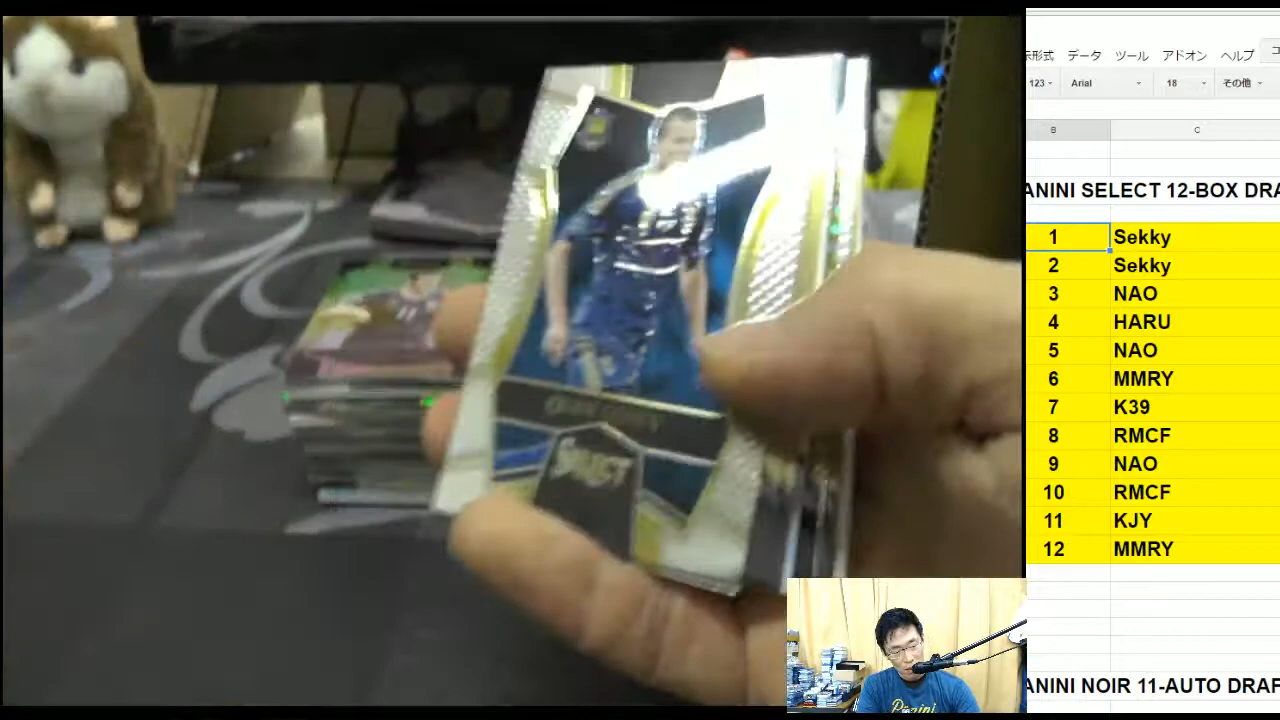 示形式 データ ツール アドオン ヘルプ コ
123 Arial 18 その他
B C
ANINI SELECT 12-BOX DRA
1 Sekky
2 Sekky
3 NAO
4 HARU
5 NAO
6 MMRY
7 K39
8 RMCF
9 NAO
10 RMCF
11 KJY
12 MMRY
ANINI NOIR 11-AUTO DRAF
SELECT
Panini